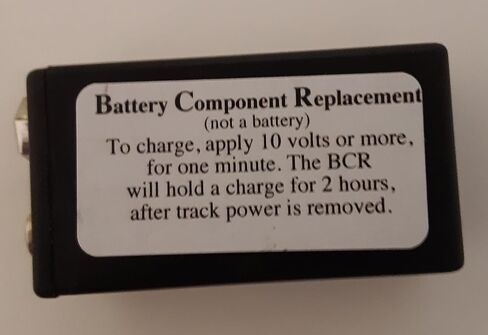 Battery Component Replacement
(not a battery)
To charge, apply 10 volts or more,
for one minute. The BCR
will hold a charge for 2 hours,
after track power is removed.